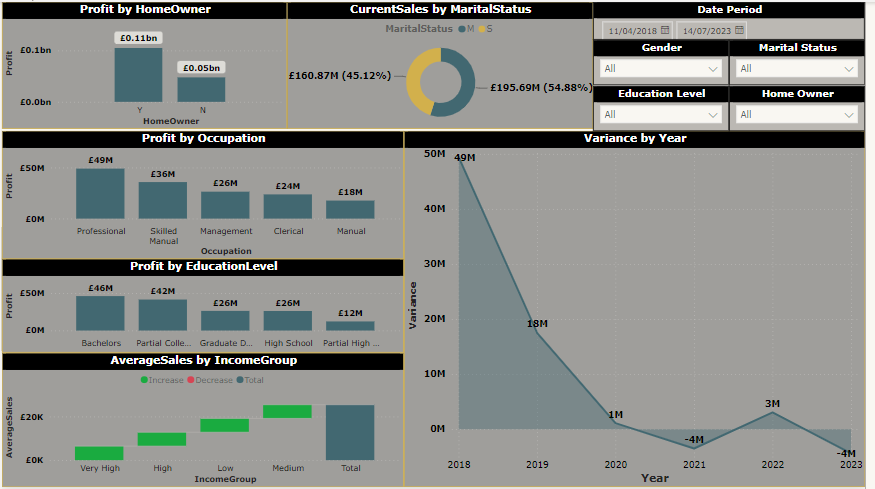 Profit by HomeOwner
Profit
£0.1bn
£0.0bn
£0.11bn
£0.05bn
Y N
HomeOwner
CurrentSales by MaritalStatus
MaritalStatus M S
£160.87M (45.12%)
£195.69M (54.88%)
Date Period
11/04/2018 14/07/2023
Gender Marital Status
All All
Education Level Home Owner
All All
Profit by Occupation
Profit
£50M
£0M
£49M £36M £26M £24M £18M
Professional Skilled Manual Management Clerical Manual
Occupation
Profit by EducationLevel
Profit
£50M
£0M
£46M £42M £26M £26M £12M
Bachelors Partial Colle... Graduate D... High School Partial High ...
AverageSales by IncomeGroup
Increase Decrease Total
AverageSales
£20K
£0K
Very High High Low Medium Total
IncomeGroup
Variance by Year
Variance
50M
40M
30M
20M
10M
0M
49M 18M 1M -4M 3M -4M
2018 2019 2020 2021 2022 2023
Year